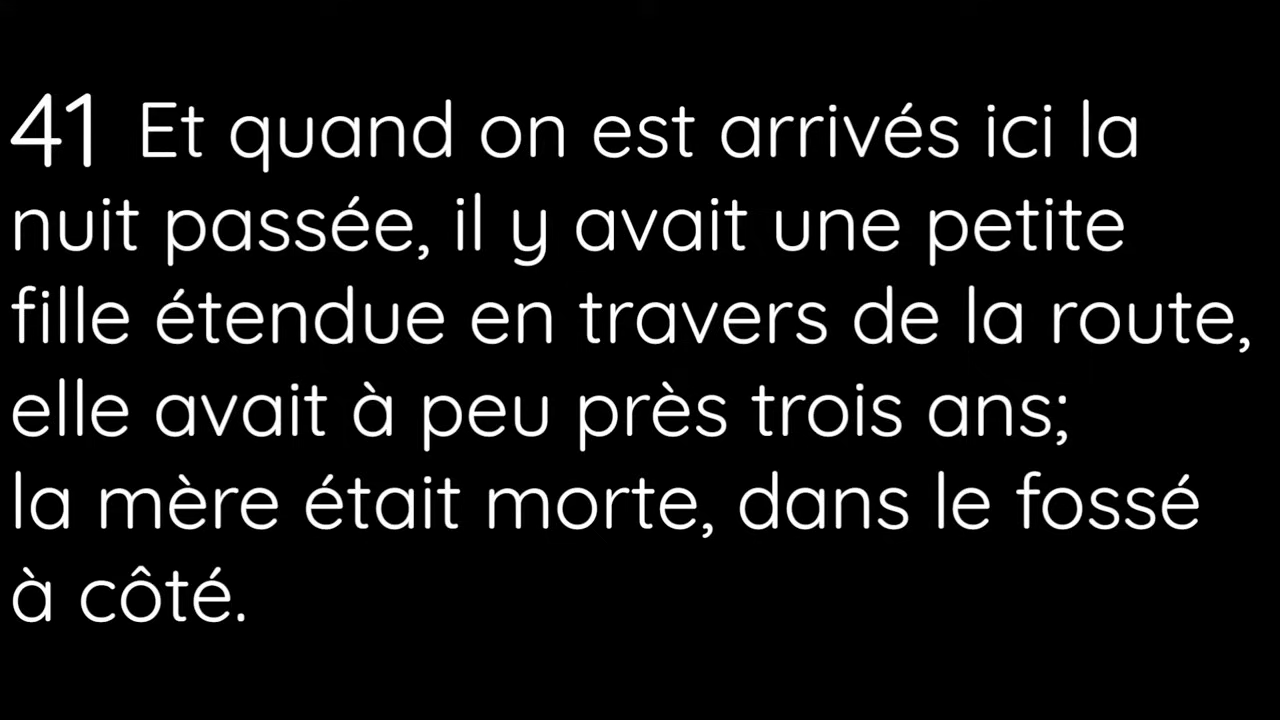 41 Et quand on est arrivés ici la
nuit passée, il y avait une petite
fille étendue en travers de la route,
elle avait à peu près trois ans;
la mère était morte, dans le fossé
à côté.